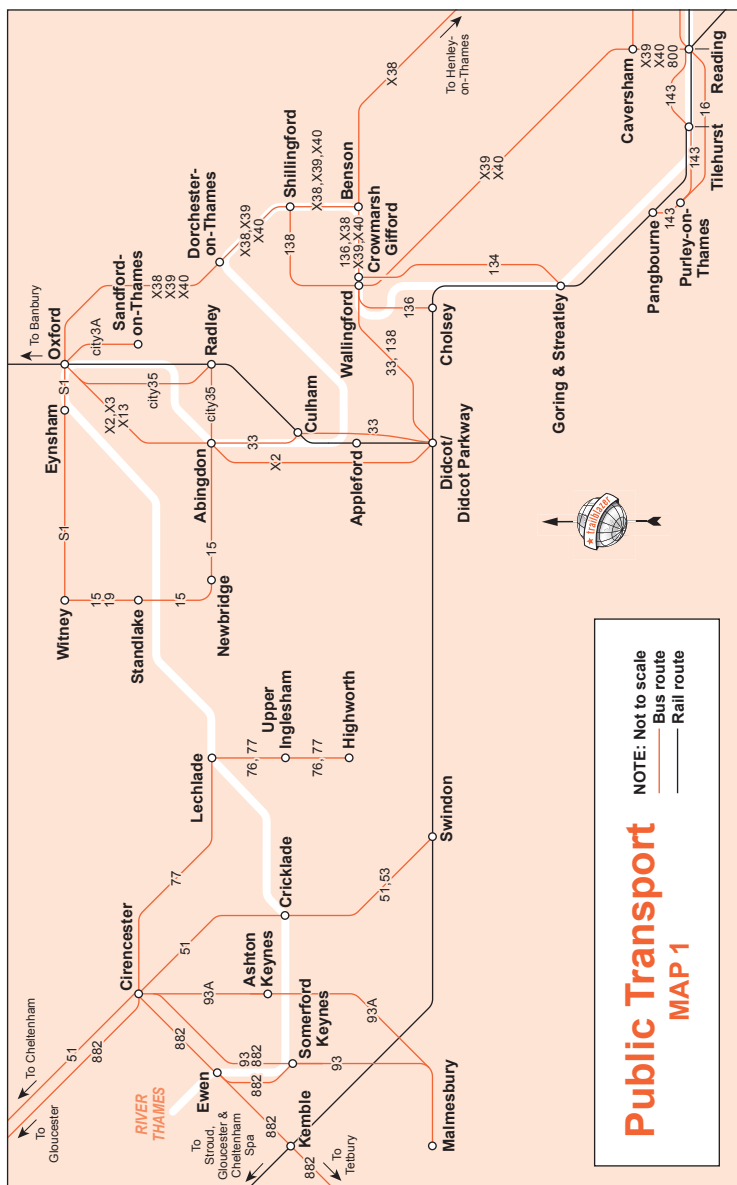 Public Transport
MAP 1
NOTE: Not to scale
Bus route
Rail route
trailblazer
RIVER
THAMES
To
Gloucester
To Cheltenham
51
882
Cirencester
77
882
93
882
93A
51
Ewen
882
Somerford
Keynes
Ashton
Keynes
Cricklade
To
Stroud,
Gloucester &
Cheltenham
Spa
Kemble
882
882
To
Tetbury
93
93A
Malmesbury
51, 53
Swindon
Lechlade
76, 77
Upper
Inglesham
76, 77
Highworth
Witney
S1
Eynsham
S1
Oxford
To Banbury
15
19
Standlake
15
Newbridge
15
Abingdon
X2, X3
X13
city35
city35
Radley
city3A
Sandford-
on-Thames
X38
X39
X40
Dorchester-
on-Thames
X38, X39
X40
Shillingford
X38, X39, X40
Benson
X38
To Henley-
on-Thames
138
136, X38
X39, X40
Crowmarsh
Gifford
Wallingford
33
Culham
X2
33
Appleford
33, 138
Didcot/
Didcot Parkway
136
Cholsey
134
Goring & Streatley
X39
X40
Caversham
X39
X40
800
Reading
143
16
143
Tilehurst
Pangbourne
143
Purley-on-
Thames